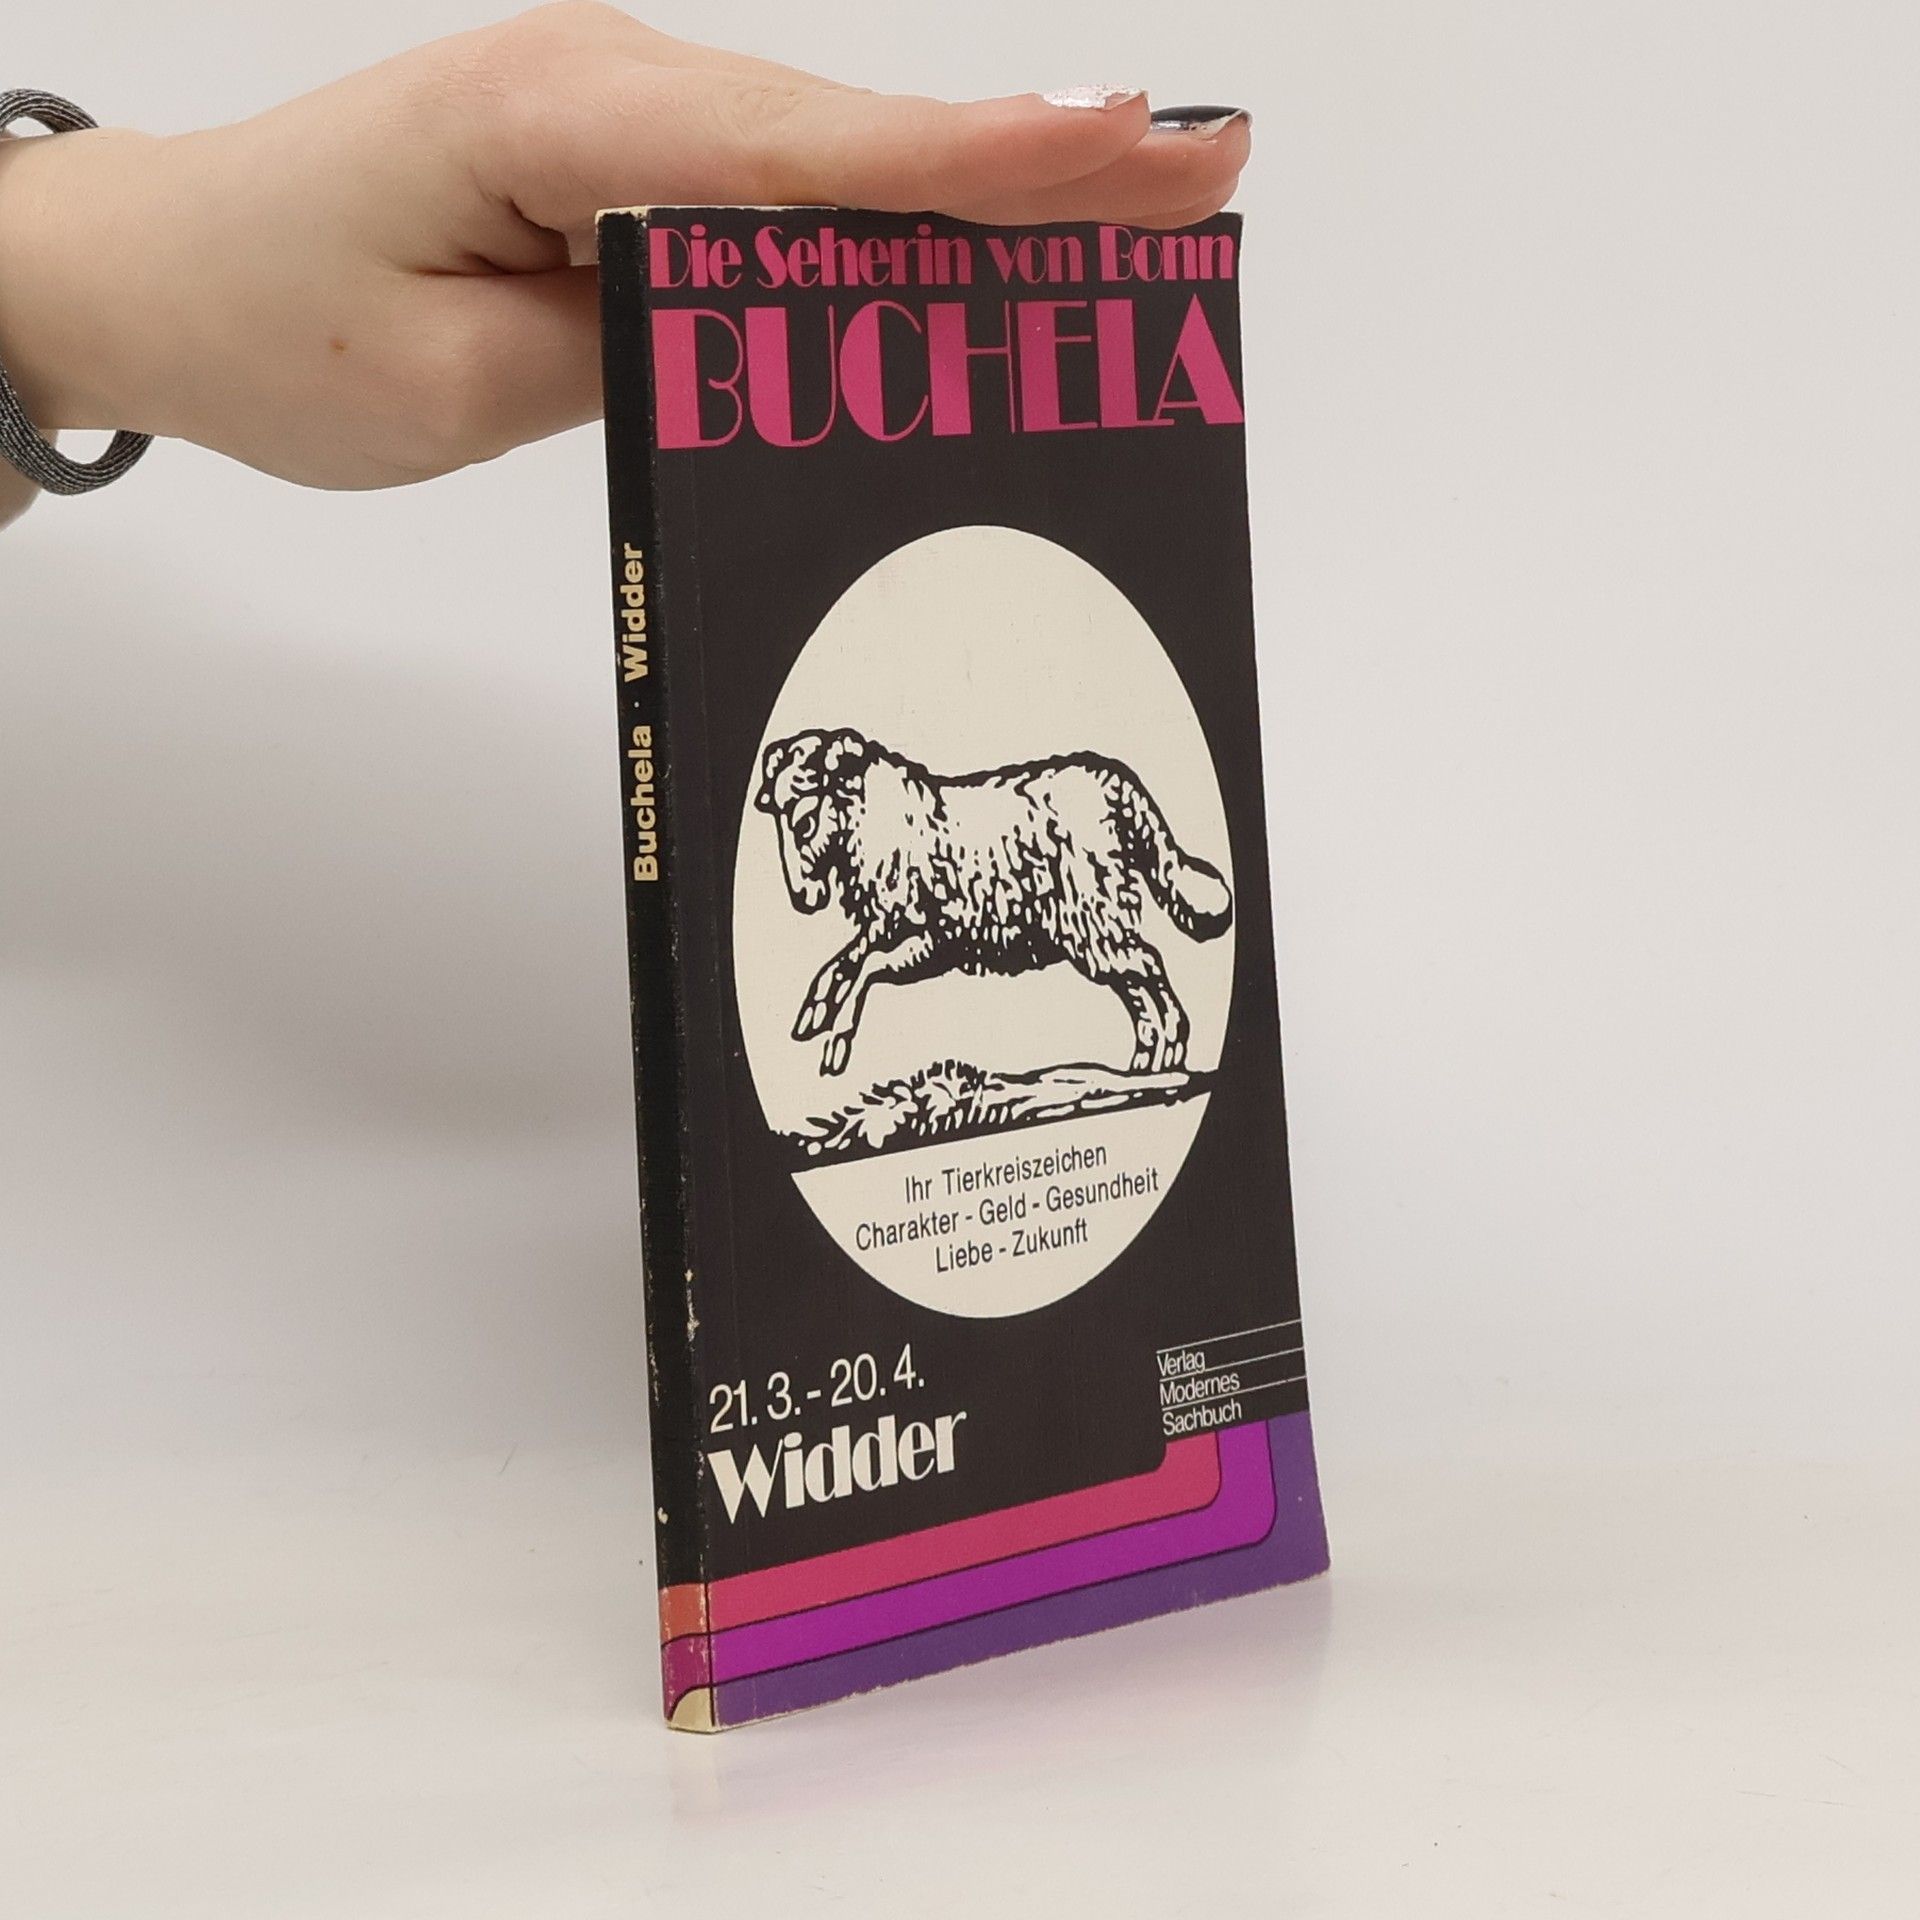 Die Seherin von Bonn
BUCHELA
Buchela · Widder
Ihr Tierkreiszeichen
Charakter - Geld - Gesundheit
Liebe - Zukunft
21. 3. - 20. 4.
Widder
Verlag
Modernes
Sachbuch